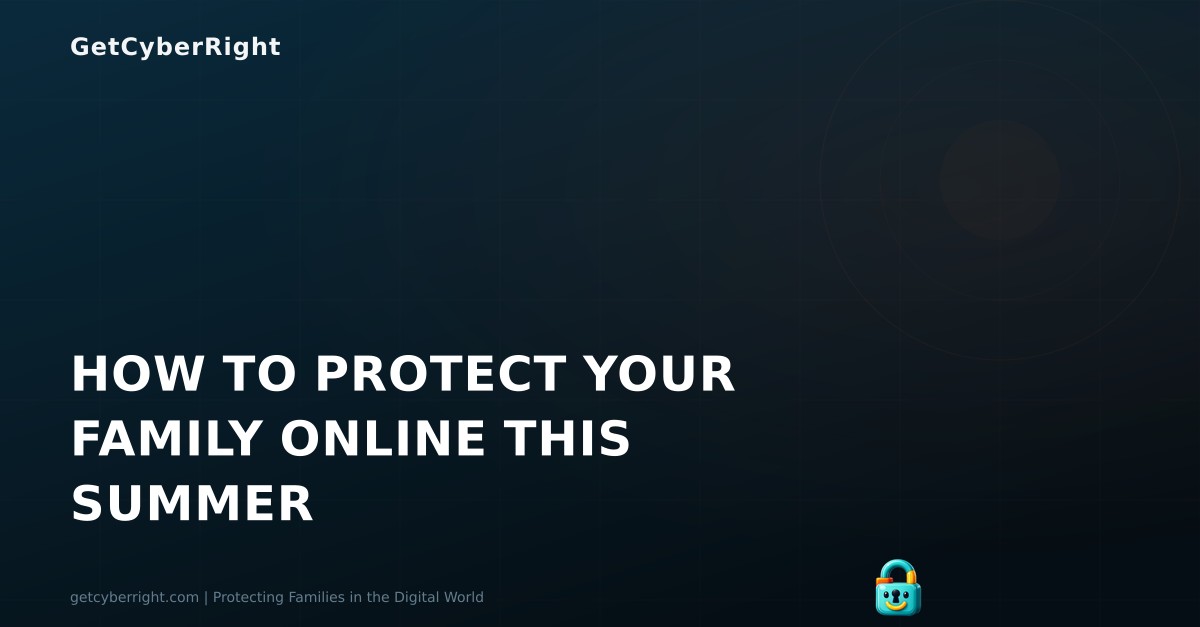 GetCyberRight
HOW TO PROTECT YOUR
FAMILY ONLINE THIS
SUMMER
getcyberright.com | Protecting Families in the Digital World